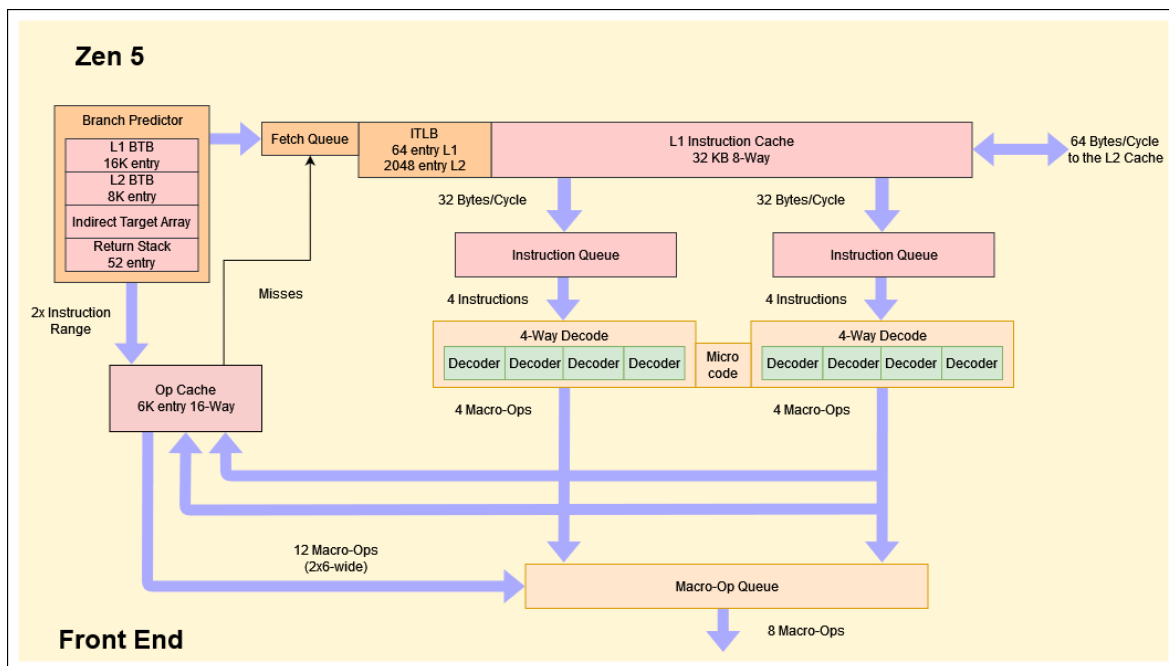 Zen 5
Branch Predictor
L1 BTB
16K entry
L2 BTB
8K entry
Indirect Target Array
Return Stack
52 entry
Fetch Queue
ITLB
64 entry L1
2048 entry L2
L1 Instruction Cache
32 KB 8-Way
64 Bytes/Cycle
to the L2 Cache
32 Bytes/Cycle
32 Bytes/Cycle
Instruction Queue
Instruction Queue
Misses
2x Instruction
Range
4 Instructions
4 Instructions
4-Way Decode
Decoder Decoder Decoder Decoder
Micro
code
4-Way Decode
Decoder Decoder Decoder Decoder
Op Cache
6K entry 16-Way
4 Macro-Ops
4 Macro-Ops
12 Macro-Ops
(2x6-wide)
Macro-Op Queue
8 Macro-Ops
Front End